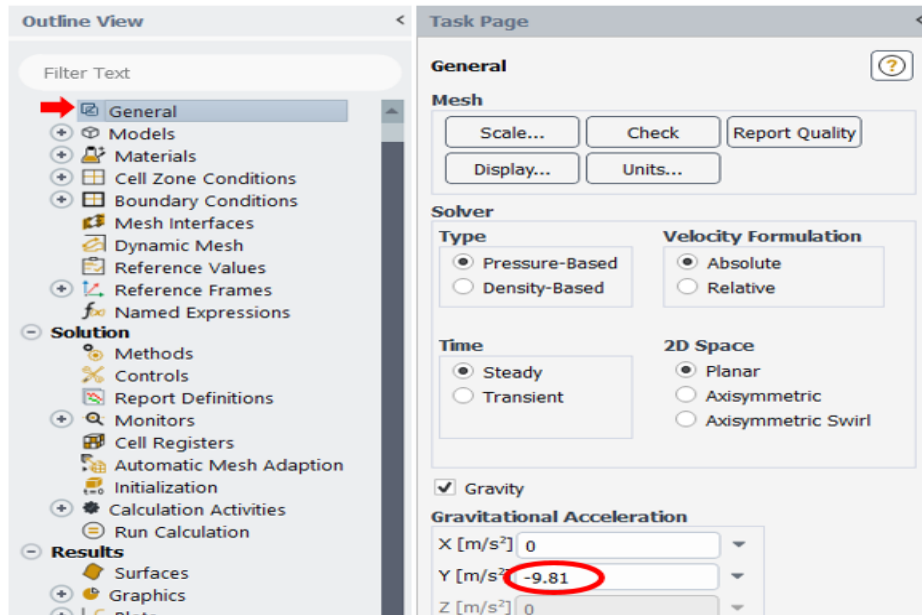 Outline View
Filter Text
General
Models
Materials
Cell Zone Conditions
Boundary Conditions
Mesh Interfaces
Dynamic Mesh
Reference Values
Reference Frames
Named Expressions
Solution
Methods
Controls
Report Definitions
Monitors
Cell Registers
Automatic Mesh Adaption
Initialization
Calculation Activities
Run Calculation
Results
Surfaces
Graphics
Task Page
General
Mesh
Scale... Check Report Quality
Display... Units...
Solver
Type
Pressure-Based
Density-Based
Velocity Formulation
Absolute
Relative
Time
Steady
Transient
2D Space
Planar
Axisymmetric
Axisymmetric Swirl
Gravity
Gravitational Acceleration
X [m/s²] 0
Y [m/s²] -9.81
Z [m/s²] 0